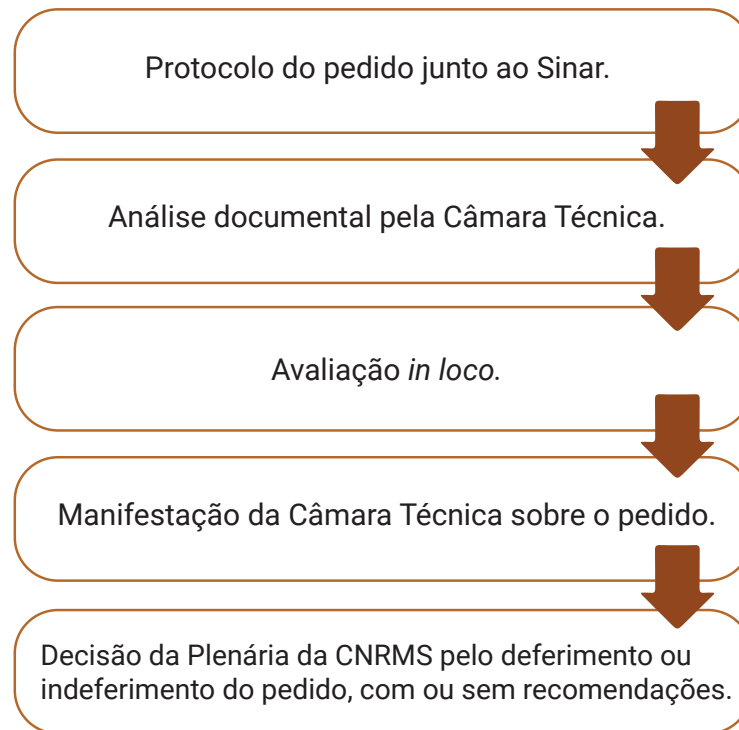 Protocolo do pedido junto ao Sinar.
Análise documental pela Câmara Técnica.
Avaliação in loco.
Manifestação da Câmara Técnica sobre o pedido.
Decisão da Plenária da CNRMS pelo deferimento ou
indeferimento do pedido, com ou sem recomendações.